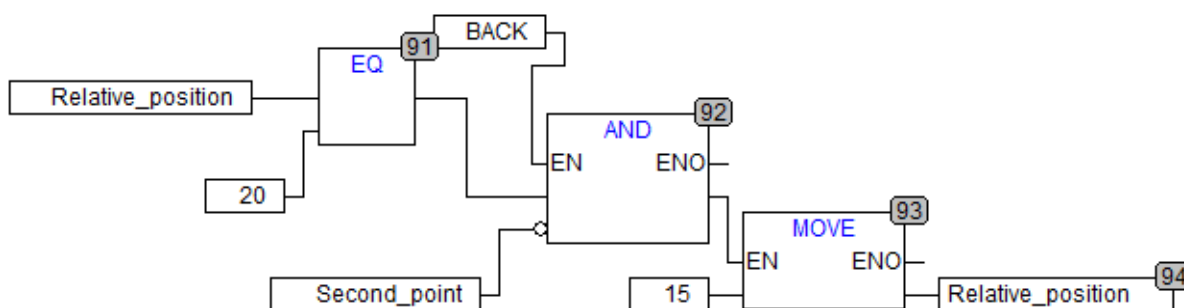 BACK
91
EQ
Relative_position
92
AND
EN ENO
20
93
MOVE
EN ENO
94
Second_point
15
Relative_position